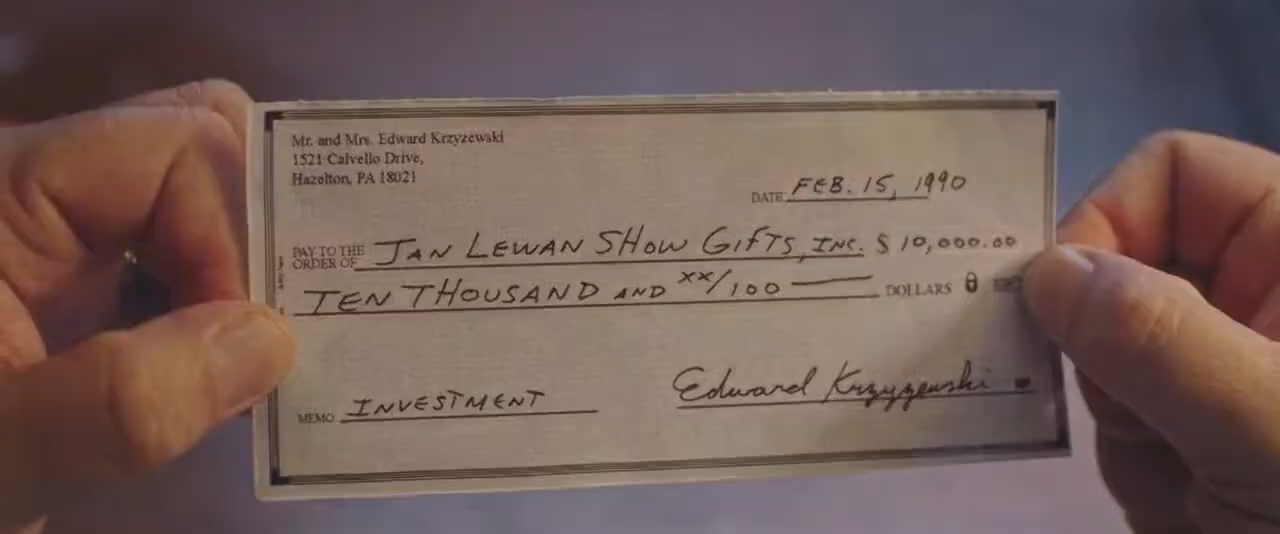 Mr. and Mrs. Edward Krzyzewski
1521 Calvello Drive,
Hazelton, PA 18021
DATE FEB. 15, 1990
PAY TO THE ORDER OF JAN LEWAN SHOW GIFTS, INC. $ 10,000.00
TEN THOUSAND AND XX/100 DOLLARS
MEMO INVESTMENT
Edward Krzyzewski